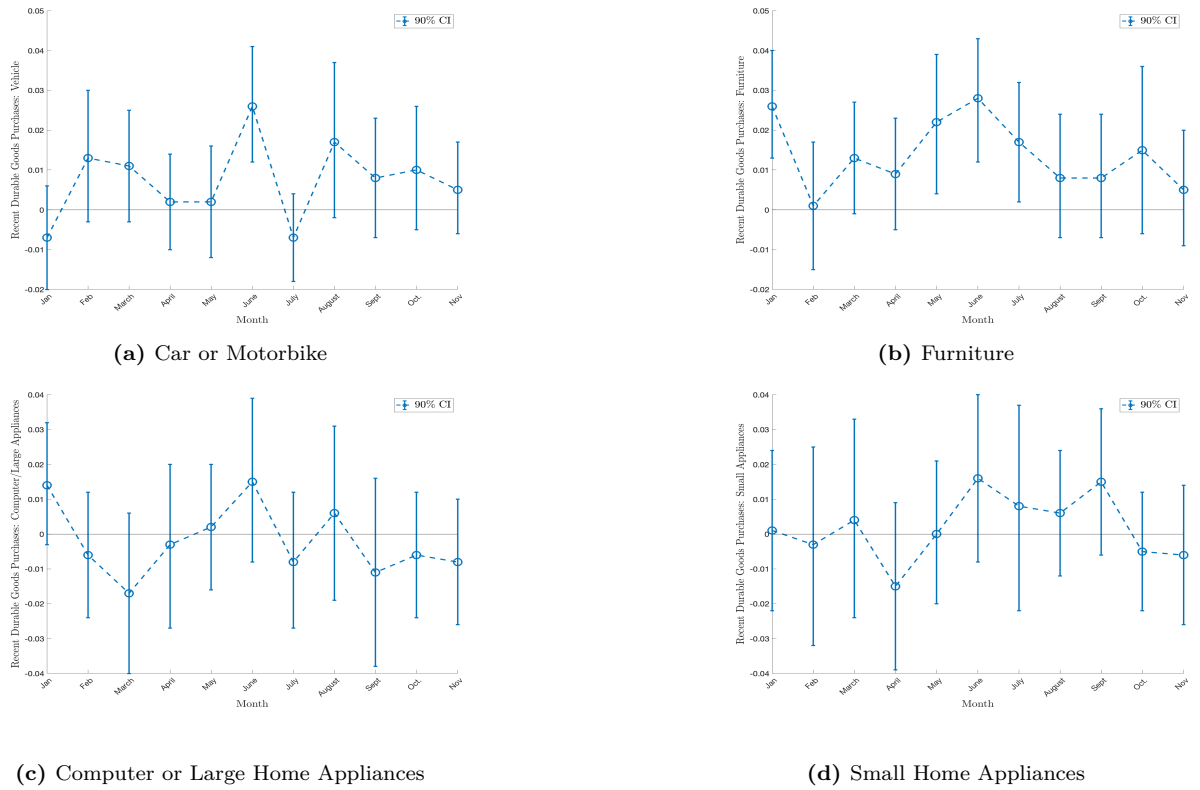 0.05
0.04
0.03
0.02
0.01
0
-0.01
-0.02
Recent Durable Goods Purchases: Vehicle
90% CI
Jan Feb March April May June July August Sept Oct. Nov
Month
(a) Car or Motorbike
0.05
0.04
0.03
0.02
0.01
0
-0.01
-0.02
Recent Durable Goods Purchases: Furniture
90% CI
Jan Feb March April May June July August Sept Oct. Nov
Month
(b) Furniture
0.04
0.03
0.02
0.01
0
-0.01
-0.02
-0.03
-0.04
Recent Durable Goods Purchases: Computer/Large Appliances
90% CI
Jan Feb March April May June July August Sept Oct. Nov
Month
(c) Computer or Large Home Appliances
0.04
0.03
0.02
0.01
0
-0.01
-0.02
-0.03
-0.04
Recent Durable Goods Purchases: Small Appliances
90% CI
Jan Feb March April May June July August Sept Oct. Nov
Month
(d) Small Home Appliances